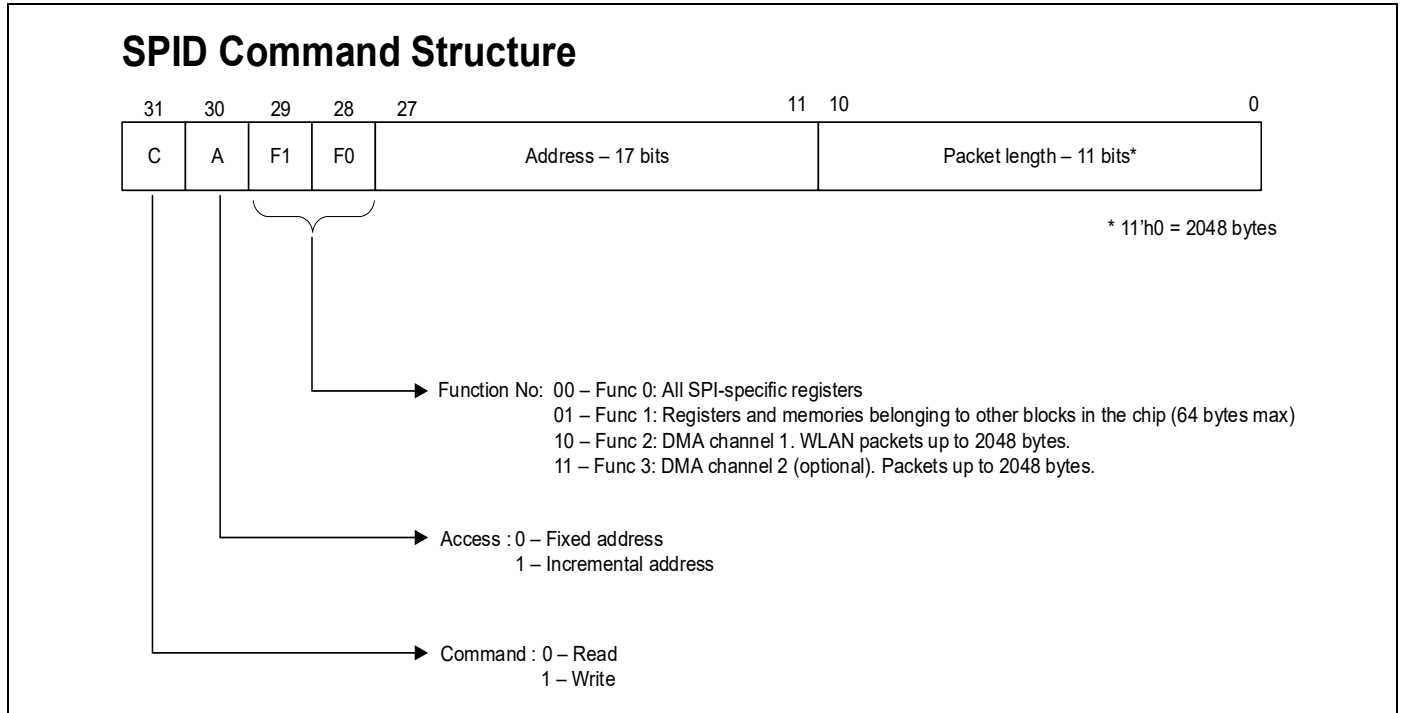 SPID Command Structure
31 30 29 28 27 11 10 0
C A F1 F0 Address – 17 bits Packet length – 11 bits*
* 11'h0 = 2048 bytes
Function No: 00 – Func 0: All SPI-specific registers
01 – Func 1: Registers and memories belonging to other blocks in the chip (64 bytes max)
10 – Func 2: DMA channel 1. WLAN packets up to 2048 bytes.
11 – Func 3: DMA channel 2 (optional). Packets up to 2048 bytes.
Access : 0 – Fixed address
1 – Incremental address
Command : 0 – Read
1 – Write